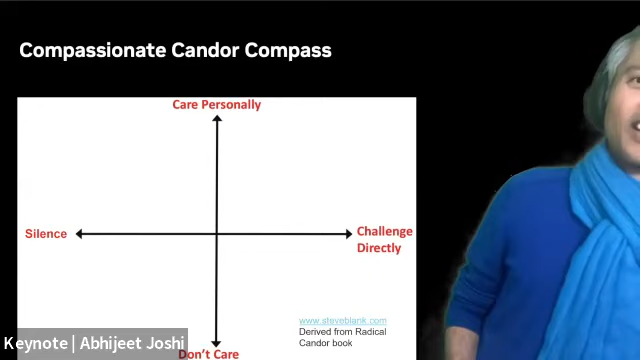 Compassionate Candor Compass
Care Personally
Silence
Challenge
Directly
www.steveblank.com
Derived from Radical
Candor book
Keynote | Abhijeet Joshi
Don't Care